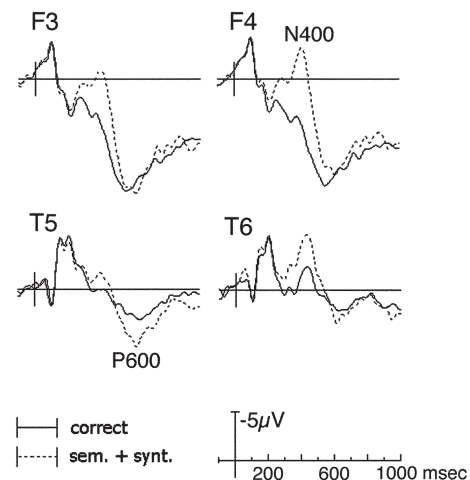 F3
F4
N400
T5
T6
P600
correct
sem. + synt.
-5μV
200 600 1000 msec